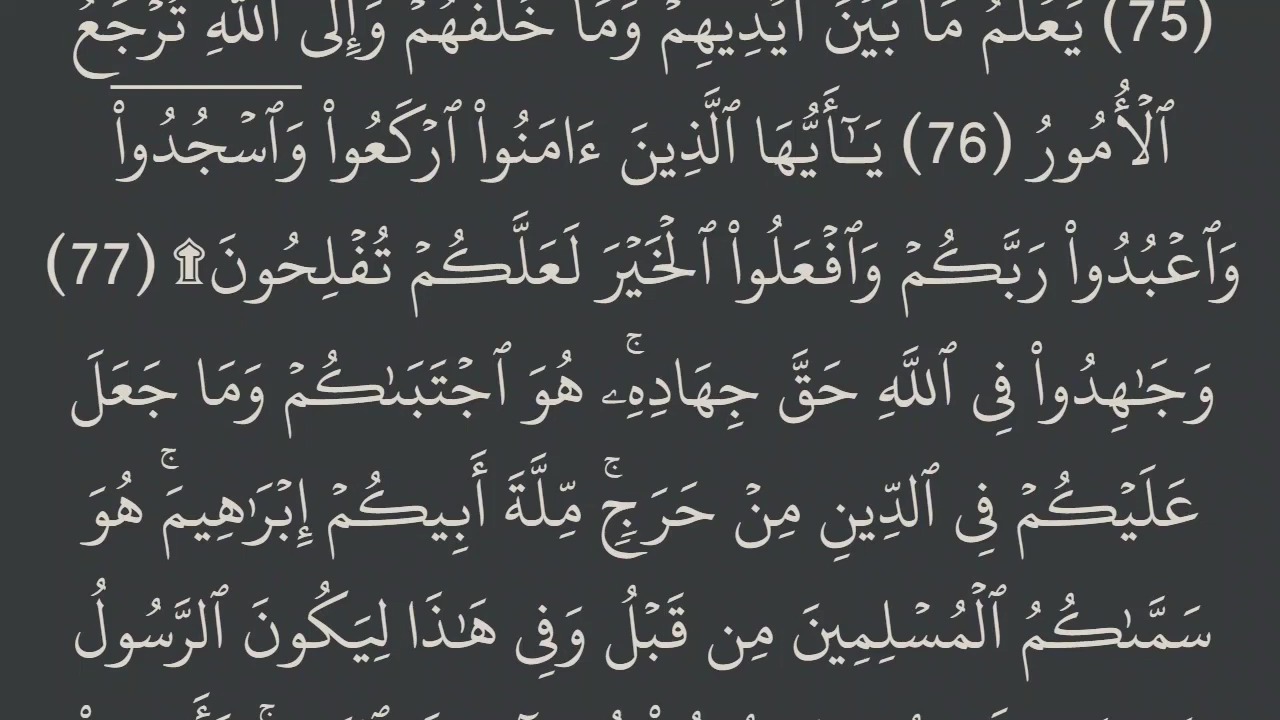 (75) يَعْلَمُ مَا بَيْنَ أَيْدِيهِمْ وَمَا خَلْفَهُمْ وَإِلَى ٱللَّهِ تُرْجَعُ
ٱلْأُمُورُ (76) يَـٰٓأَيُّهَا ٱلَّذِينَ ءَامَنُوا۟ ٱرْكَعُوا۟ وَٱسْجُدُوا۟
وَٱعْبُدُوا۟ رَبَّكُمْ وَٱفْعَلُوا۟ ٱلْخَيْرَ لَعَلَّكُمْ تُفْلِحُونَ ۩ (77)
وَجَـٰهِدُوا۟ فِى ٱللَّهِ حَقَّ جِهَادِهِۦ ۚ هُوَ ٱجْتَبَىٰكُمْ وَمَا جَعَلَ
عَلَيْكُمْ فِى ٱلدِّينِ مِنْ حَرَجٍ ۚ مِّلَّةَ أَبِيكُمْ إِبْرَٰهِيمَ ۚ هُوَ
سَمَّىٰكُمُ ٱلْمُسْلِمِينَ مِن قَبْلُ وَفِى هَـٰذَا لِيَكُونَ ٱلرَّسُولُ